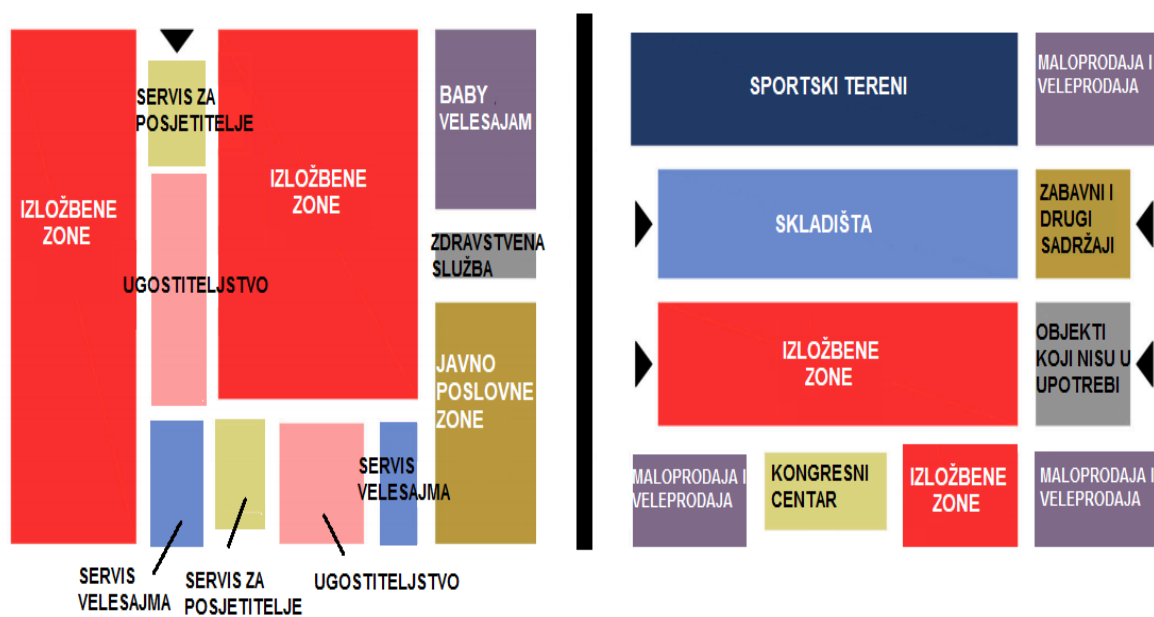 SERVIS ZA
POSJETITELJE
BABY
VELESAJAM
IZLOŽBENE
ZONE
IZLOŽBENE
ZONE
ZDRAVSTVENA
SLUŽBA
UGOSTITELJSTVO
JAVNO
POSLOVNE
ZONE
SERVIS
VELESAJMA
SERVIS
VELESAJMA
SERVIS ZA
POSJETITELJE
UGOSTITELJSTVO
SPORTSKI TERENI
MALOPRODAJA I
VELEPRODAJA
SKLADIŠTA
ZABAVNI I
DRUGI
SADRŽAJI
IZLOŽBENE
ZONE
OBJEKTI
KOJI NISU U
UPOTREBI
MALOPRODAJA I
VELEPRODAJA
KONGRESNI
CENTAR
IZLOŽBENE
ZONE
MALOPRODAJA I
VELEPRODAJA